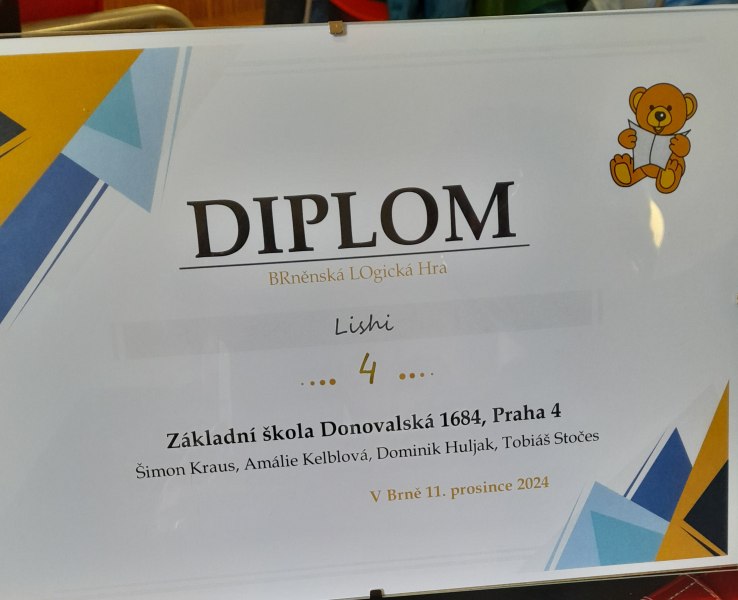 DIPLOM
BRněnská LOgická Hra
Lishi
.... 4 ....
Základní škola Donovalská 1684, Praha 4
Šimon Kraus, Amálie Kelblová, Dominik Huljak, Tobiáš Stočes
V Brně 11. prosince 2024